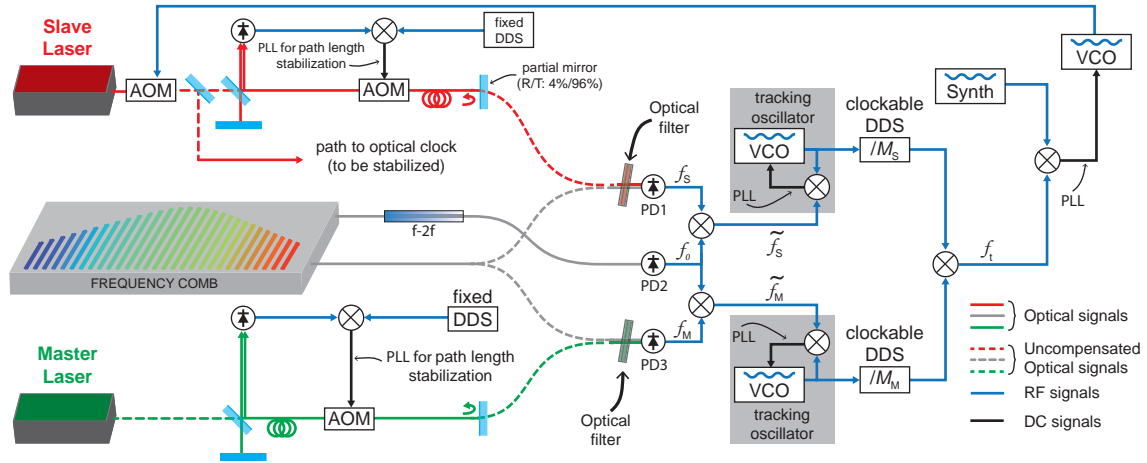 Slave
Laser
AOM
PLL for path length
stabilization
fixed
DDS
AOM
partial mirror
(R/T: 4%/96%)
path to optical clock
(to be stabilized)
Optical
filter
f_S
PD1
f-2f
f_0
PD2
FREQUENCY COMB
f̃_S
f̃_M
f_M
PD3
tracking
oscillator
VCO
PLL
clockable
DDS
/M_S
Synth
VCO
PLL
f_t
Master
Laser
fixed
DDS
PLL for path length
stabilization
AOM
Optical
filter
PLL
VCO
tracking
oscillator
clockable
DDS
/M_M
Optical signals
Uncompensated
Optical signals
RF signals
DC signals